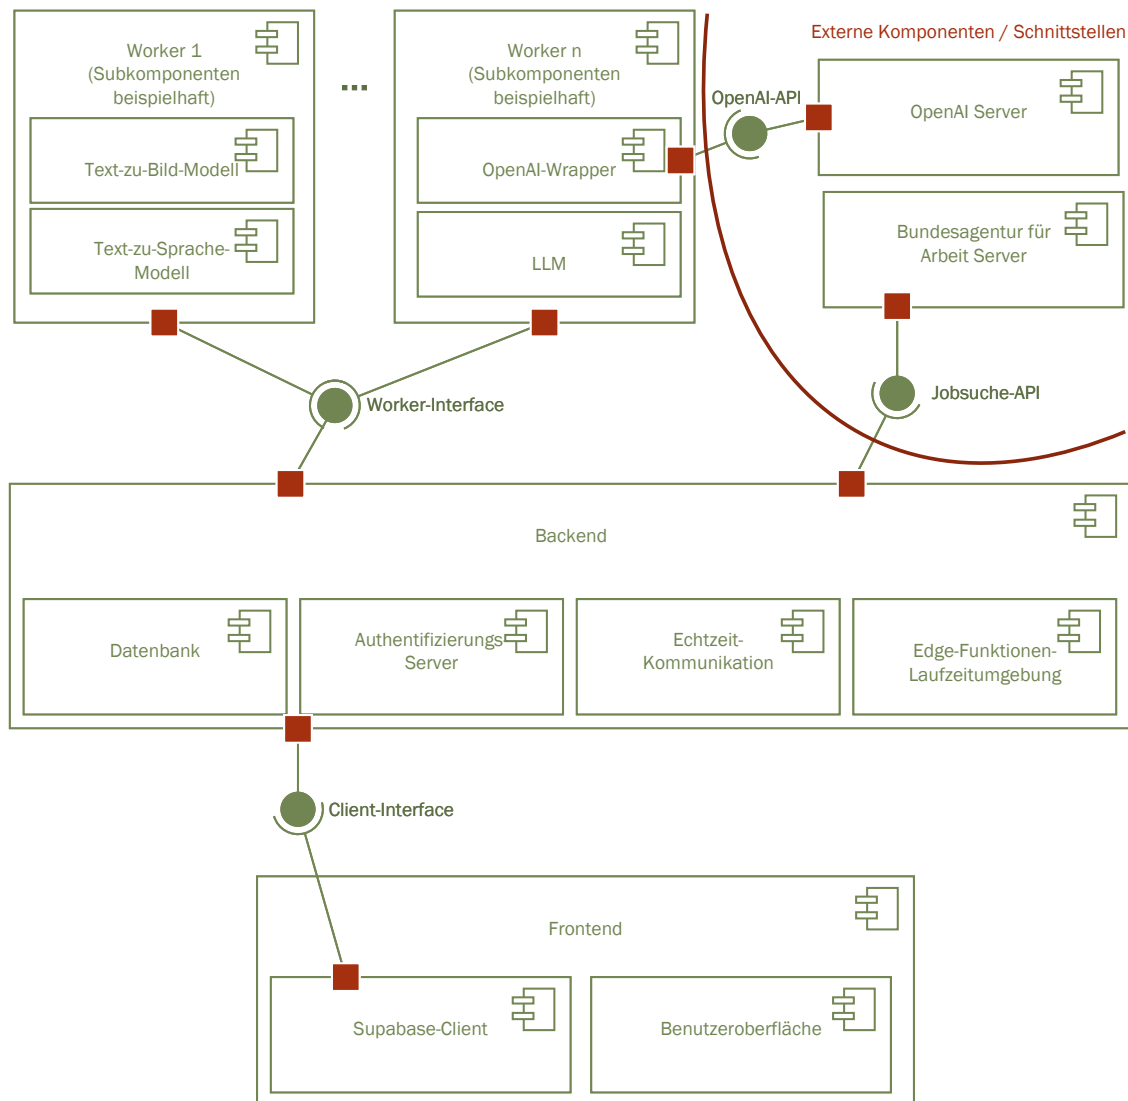 Externe Komponenten / Schnittstellen
Worker 1
(Subkomponenten
beispielhaft)
Text-zu-Bild-Modell
Text-zu-Sprache-
Modell
...
Worker n
(Subkomponenten
beispielhaft)
OpenAI-Wrapper
LLM
OpenAI-API
OpenAI Server
Bundesagentur für
Arbeit Server
Worker-Interface
Jobsuche-API
Backend
Datenbank
Authentifizierungs
Server
Echtzeit-
Kommunikation
Edge-Funktionen-
Laufzeitumgebung
Client-Interface
Frontend
Supabase-Client
Benutzeroberfläche